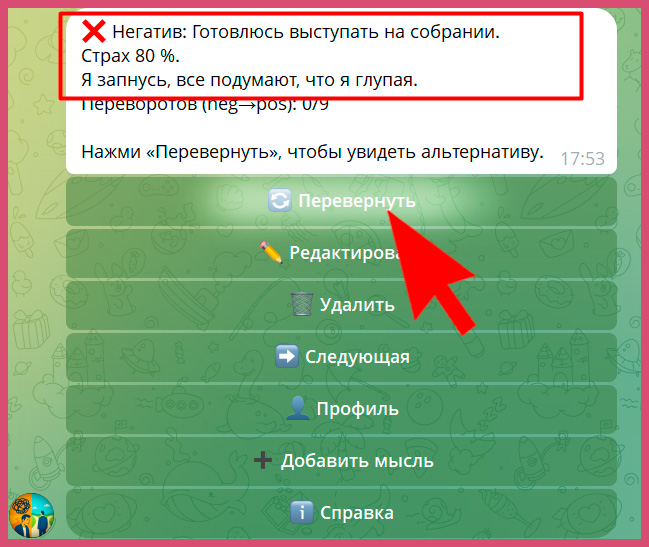 ❌ Негатив: Готовлюсь выступать на собрании.
Страх 80 %.
Я запнусь, все подумают, что я глупая.
Переворотов (neg→pos): 0/9
Нажми «Перевернуть», чтобы увидеть альтернативу. 17:53
Перевернуть
Редактирова
Удалить
Следующая
Профиль
Добавить мысль
Справка